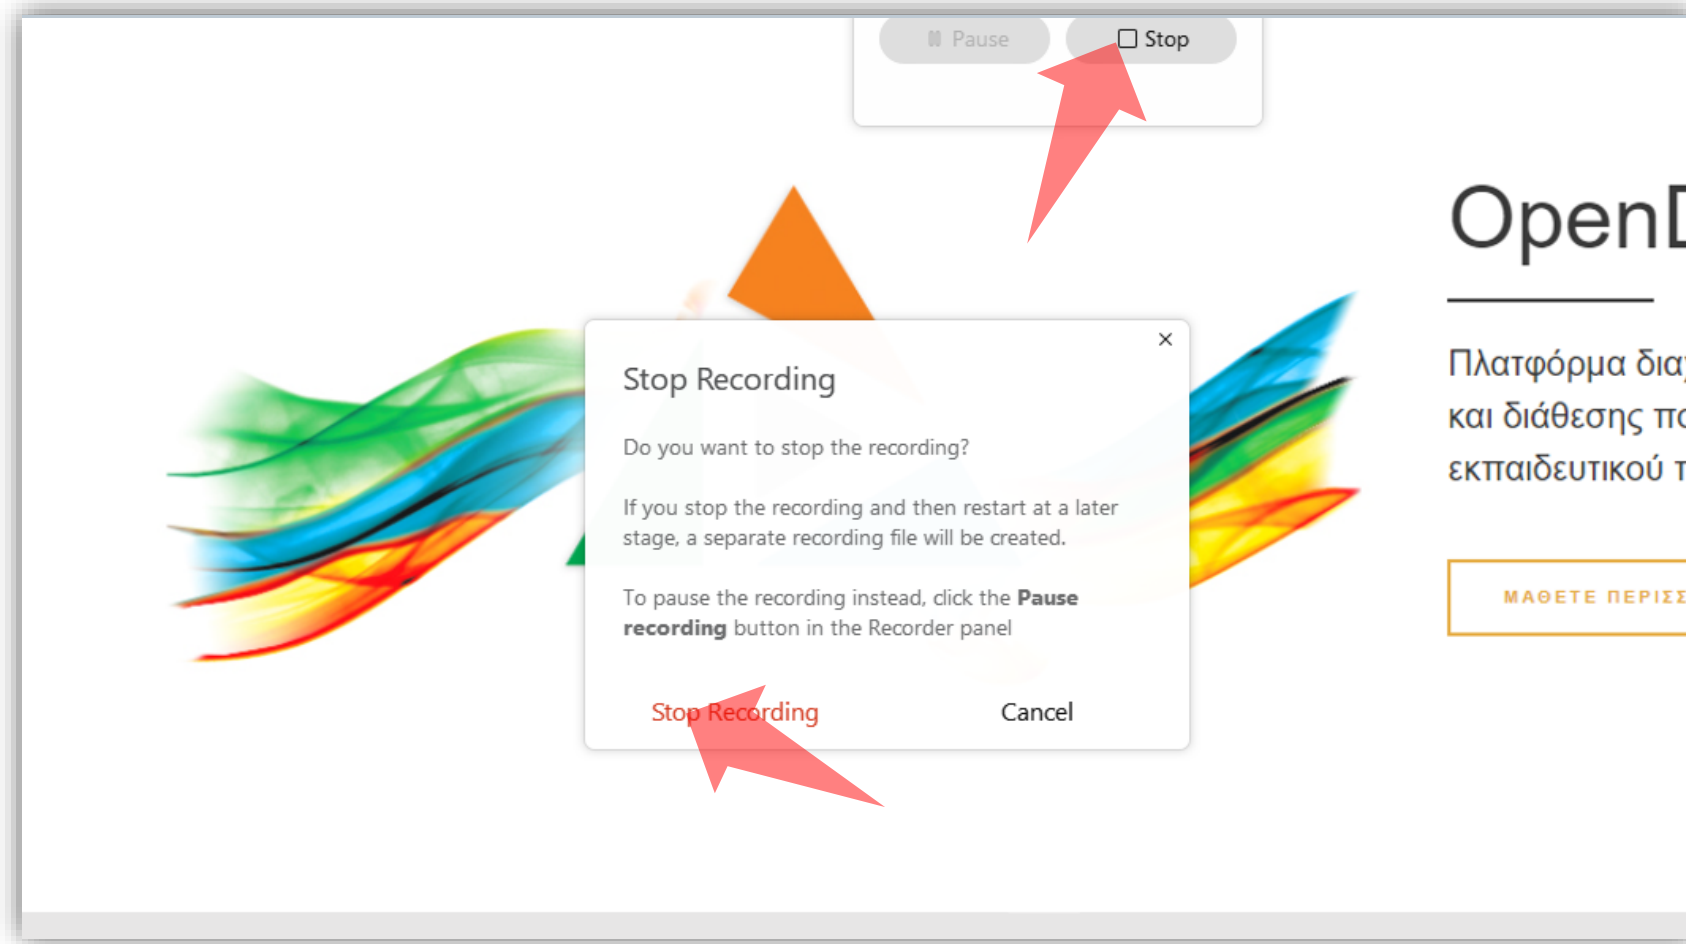 Pause
Stop
Stop Recording
Do you want to stop the recording?
If you stop the recording and then restart at a later
stage, a separate recording file will be created.
To pause the recording instead, click the Pause
recording button in the Recorder panel
Stop Recording
Cancel
Open
Πλατφόρμα
και διάθεσης
εκπαιδευτικού
ΜΑΘΕΤΕ